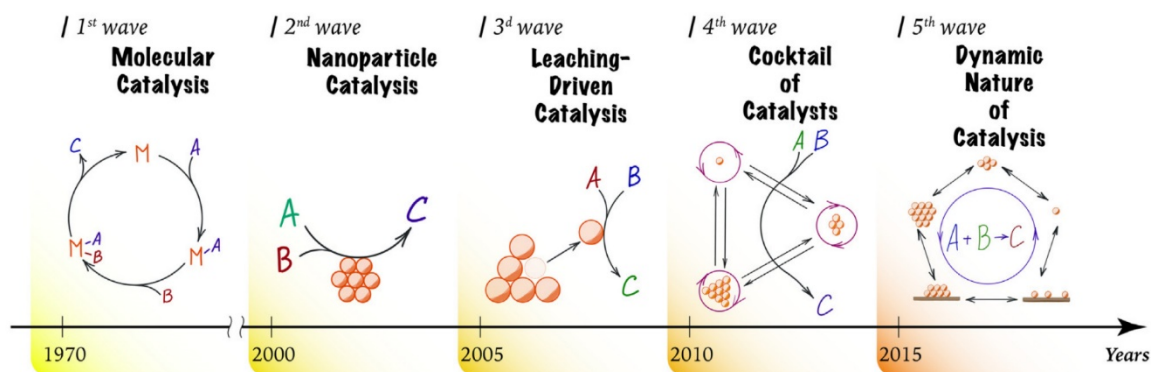 1st wave
Molecular
Catalysis
C
M
A
M-A
-B
M-A
B
1970
2nd wave
Nanoparticle
Catalysis
A
C
B
2000
3d wave
Leaching-
Driven
Catalysis
A
B
C
2005
4th wave
Cocktail
of
Catalysts
A B
C
2010
5th wave
Dynamic
Nature
of
Catalysis
A + B → C
2015
Years